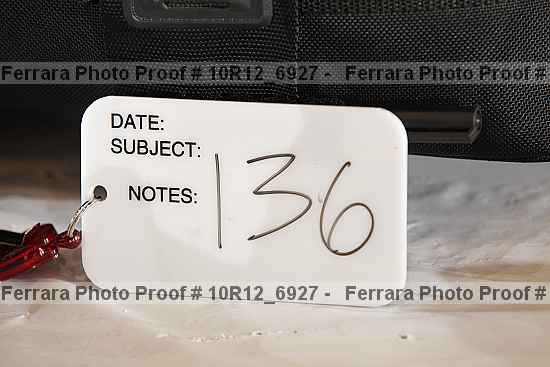 Ferrara Photo Proof # 10R12_6927 - Ferrara Photo Proof #
DATE:
SUBJECT:
NOTES:
136
Ferrara Photo Proof # 10R12_6927 - Ferrara Photo Proof #